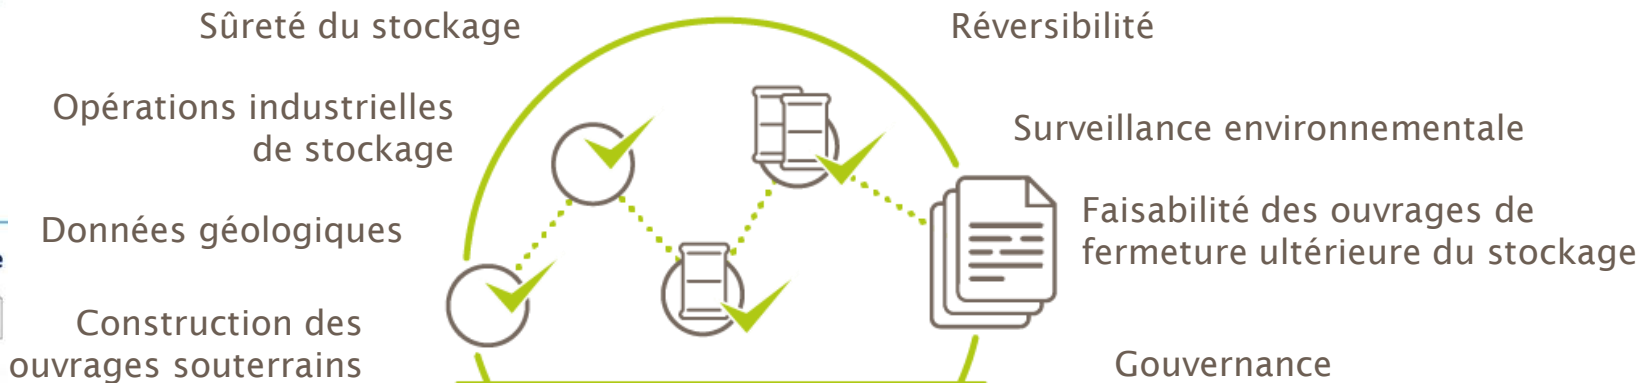 Sûreté du stockage
Réversibilité
Opérations industrielles
de stockage
Surveillance environnementale
Données géologiques
Faisabilité des ouvrages de
fermeture ultérieure du stockage
Construction des
ouvrages souterrains
Gouvernance